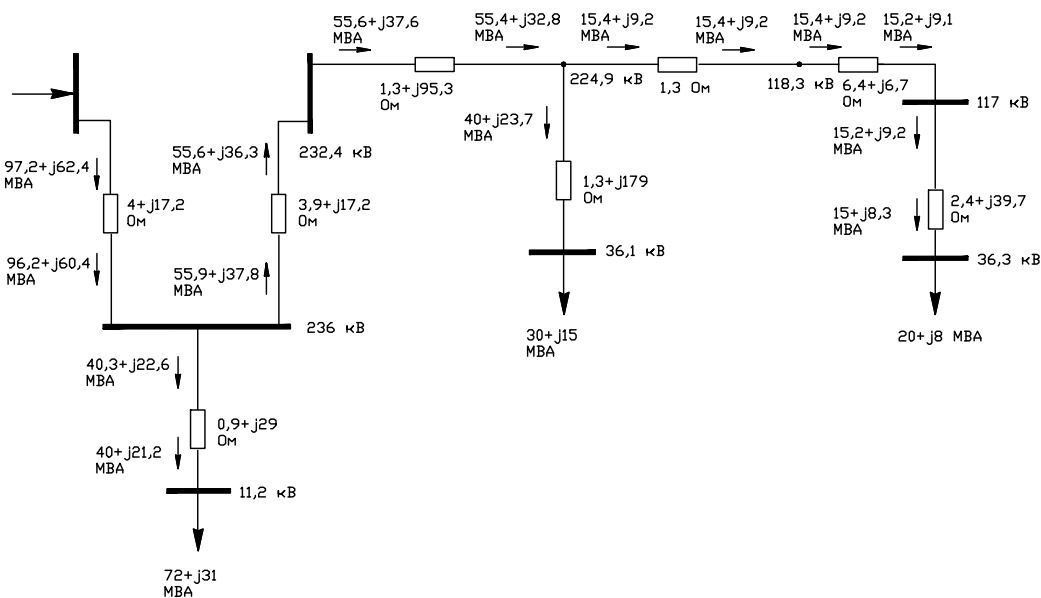 55,6+j37,6
МВА
55,4+j32,8
МВА
15,4+j9,2
МВА
15,4+j9,2
МВА
15,4+j9,2
МВА
15,2+j9,1
МВА
1,3+j95,3
Ом
224,9 кВ
1,3 Ом
118,3 кВ
6,4+j6,7
Ом
117 кВ
40+j23,7
МВА
15,2+j9,2
МВА
97,2+j62,4
МВА
55,6+j36,3
МВА
232,4 кВ
4+j17,2
Ом
3,9+j17,2
Ом
1,3+j179
Ом
15+j8,3
МВА
2,4+j39,7
Ом
96,2+j60,4
МВА
55,9+j37,8
МВА
36,1 кВ
36,3 кВ
236 кВ
30+j15
МВА
20+j8 МВА
40,3+j22,6
МВА
0,9+j29
Ом
40+j21,2
МВА
11,2 кВ
72+j31
МВА